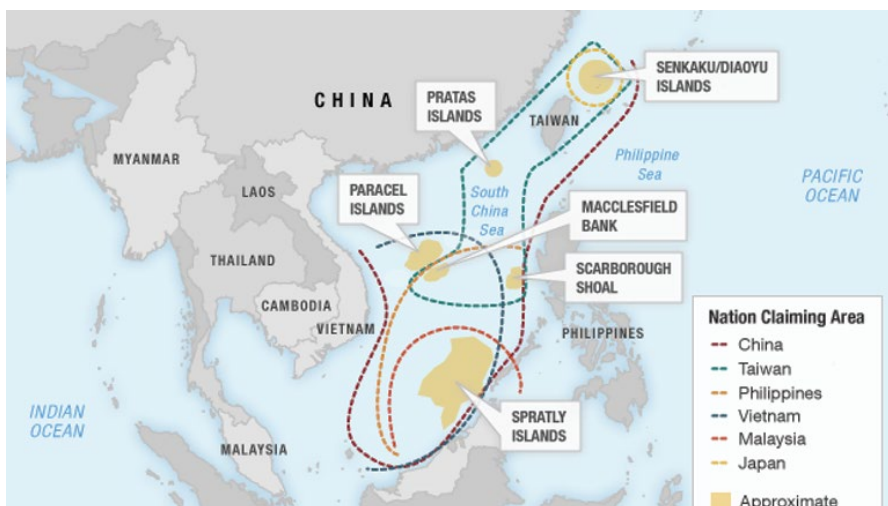 SENKAKU/DIAOYU
ISLANDS
CHINA
PRATAS
ISLANDS
TAIWAN
MYANMAR
Philippine
Sea
PACIFIC
OCEAN
LAOS
PARACEL
ISLANDS
South
China
Sea
MACCLESFIELD
BANK
THAILAND
SCARBOROUGH
SHOAL
CAMBODIA
VIETNAM
PHILIPPINES
INDIAN
OCEAN
MALAYSIA
SPRATLY
ISLANDS
Nation Claiming Area
China
Taiwan
Philippines
Vietnam
Malaysia
Japan
Approximate